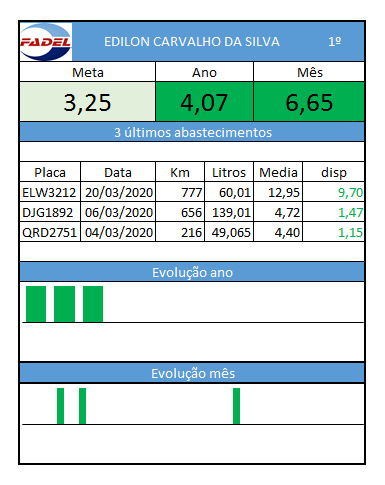 FADEL EDILON CARVALHO DA SILVA 1º
Meta Ano Mês
3,25 4,07 6,65
3 últimos abastecimentos
Placa Data Km Litros Media disp
ELW3212 20/03/2020 777 60,01 12,95 9,70
DJG1892 06/03/2020 656 139,01 4,72 1,47
QRD2751 04/03/2020 216 49,065 4,40 1,15
Evolução ano
Evolução mês